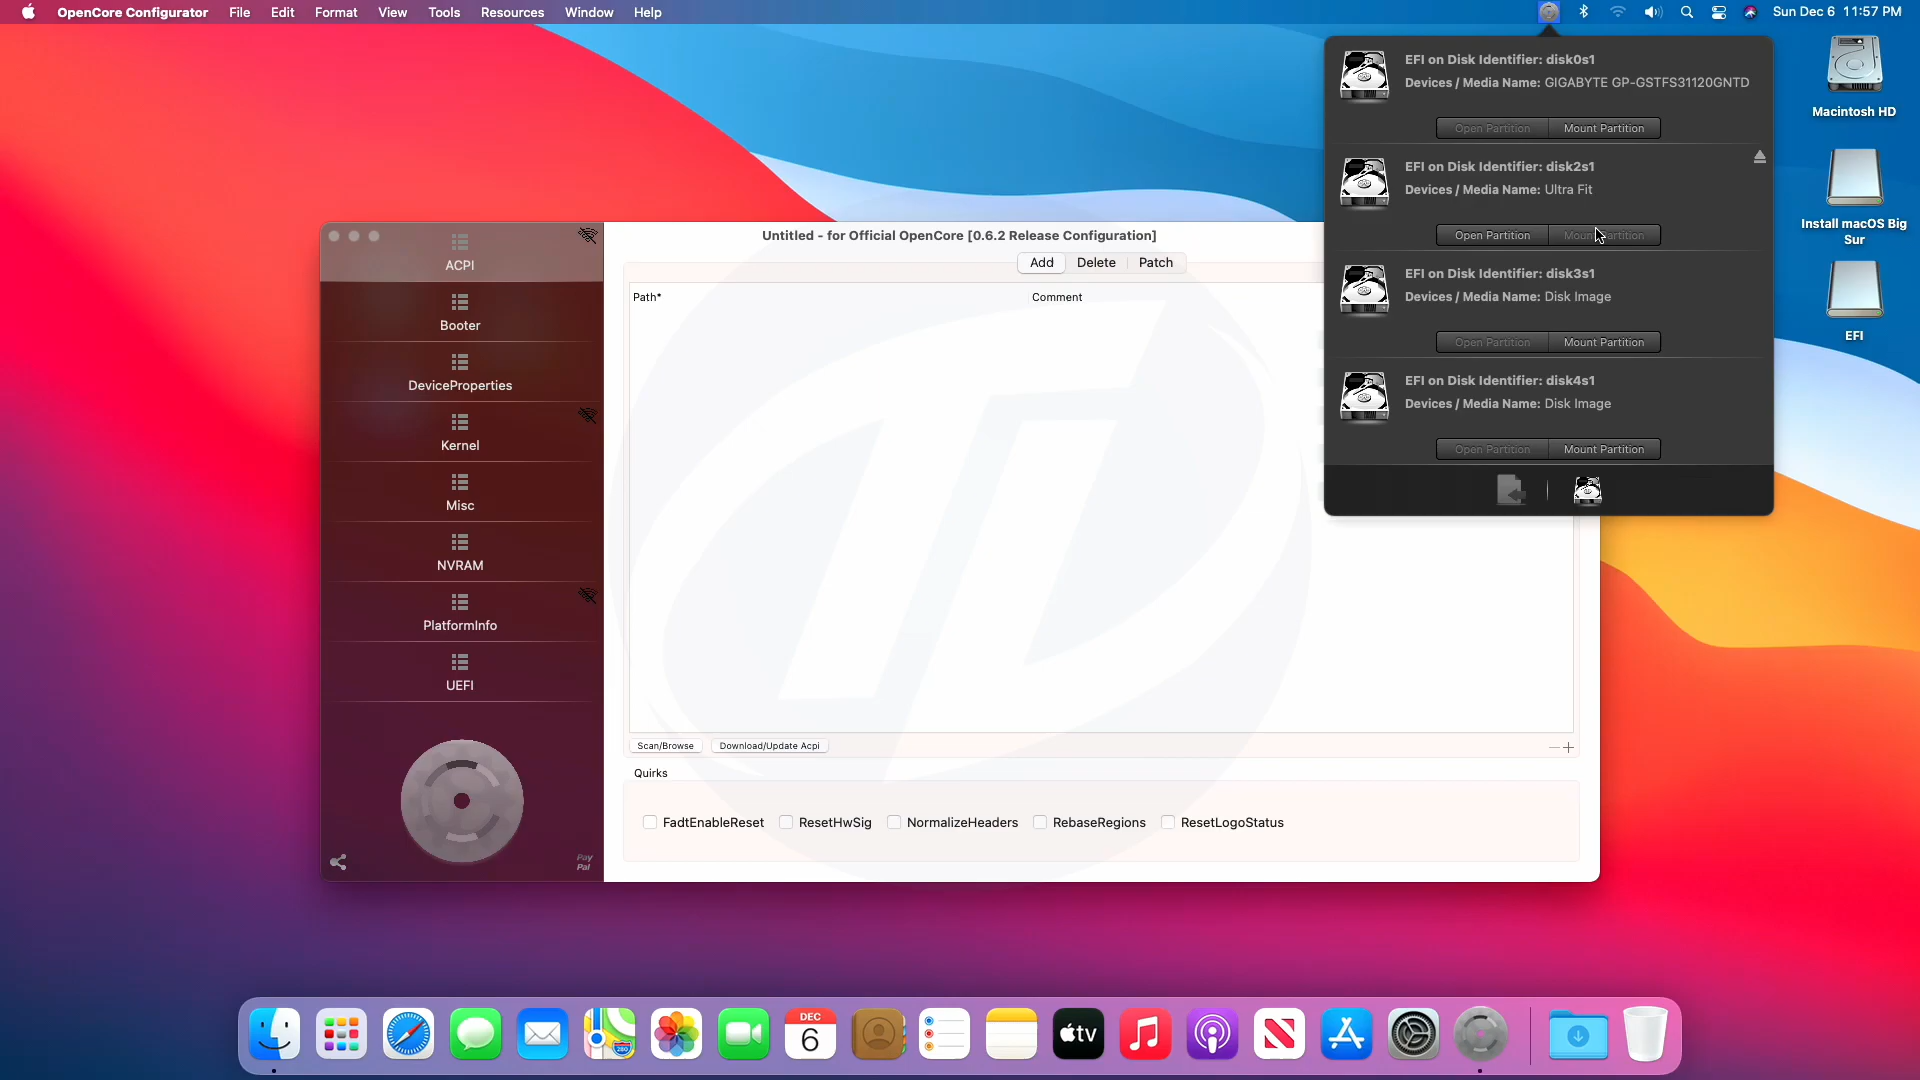 OpenCore Configurator File Edit Format View Tools Resources Window Help
Sun Dec 6 11:57 PM
EFI on Disk Identifier: disk0s1
Devices / Media Name: GIGABYTE GP-GSTFS31120GNTD
Open Partition Mount Partition
EFI on Disk Identifier: disk2s1
Devices / Media Name: Ultra Fit
Open Partition Mount Partition
EFI on Disk Identifier: disk3s1
Devices / Media Name: Disk Image
Open Partition Mount Partition
EFI on Disk Identifier: disk4s1
Devices / Media Name: Disk Image
Open Partition Mount Partition
Macintosh HD
Install macOS Big
Sur
EFI
Untitled - for Official OpenCore [0.6.2 Release Configuration]
ACPI
Booter
DeviceProperties
Kernel
Misc
NVRAM
PlatformInfo
UEFI
Pay
Pal
Add Delete Patch
Path* Comment
Scan/Browse Download/Update Acpi
Quirks
FadtEnableReset ResetHwSig NormalizeHeaders RebaseRegions ResetLogoStatus
DEC
6
280
tv